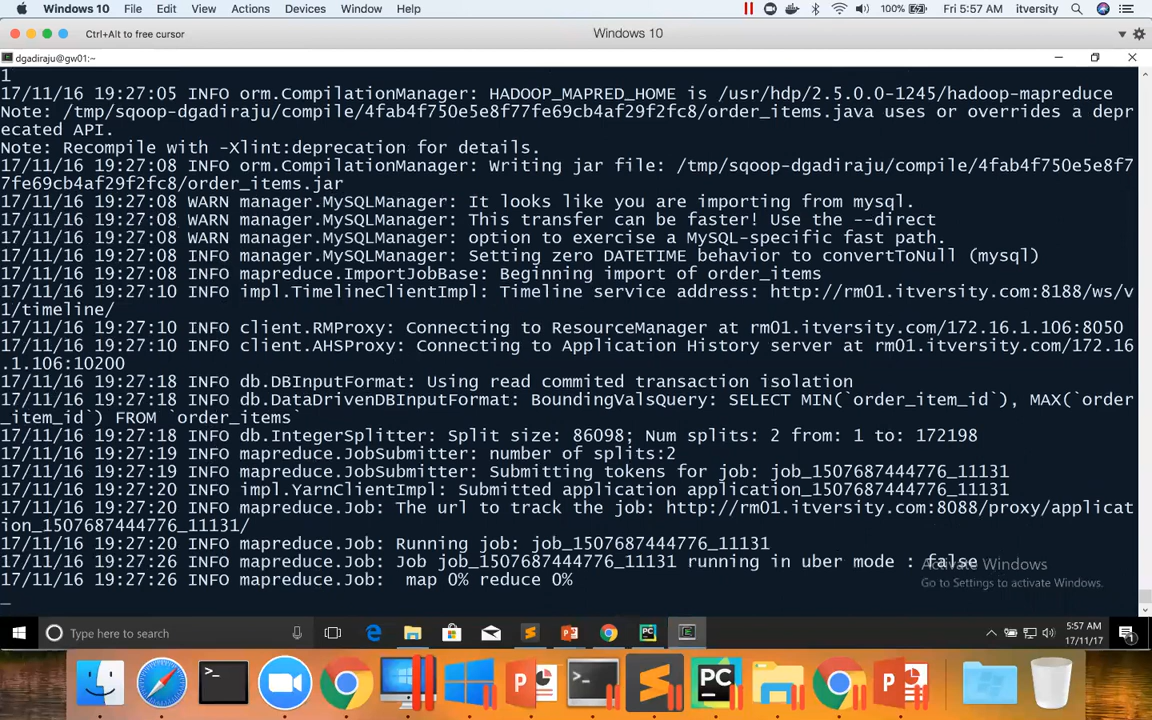 Windows 10 File Edit View Actions Devices Window Help 100% Fri 5:57 AM itversity
Ctrl+Alt to free cursor Windows 10
dgadiraju@gw01:~
1
17/11/16 19:27:05 INFO orm.CompilationManager: HADOOP_MAPRED_HOME is /usr/hdp/2.5.0.0-1245/hadoop-mapreduce
Note: /tmp/sqoop-dgadiraju/compile/4fab4f750e5e8f77fe69cb4af29f2fc8/order_items.java uses or overrides a depr
ecated API.
Note: Recompile with -Xlint:deprecation for details.
17/11/16 19:27:08 INFO orm.CompilationManager: Writing jar file: /tmp/sqoop-dgadiraju/compile/4fab4f750e5e8f7
7fe69cb4af29f2fc8/order_items.jar
17/11/16 19:27:08 WARN manager.MySQLManager: It looks like you are importing from mysql.
17/11/16 19:27:08 WARN manager.MySQLManager: This transfer can be faster! Use the --direct
17/11/16 19:27:08 WARN manager.MySQLManager: option to exercise a MySQL-specific fast path.
17/11/16 19:27:08 INFO manager.MySQLManager: Setting zero DATETIME behavior to convertToNull (mysql)
17/11/16 19:27:08 INFO mapreduce.ImportJobBase: Beginning import of order_items
17/11/16 19:27:10 INFO impl.TimelineClientImpl: Timeline service address: http://rm01.itversity.com:8188/ws/v
1/timeline/
17/11/16 19:27:10 INFO client.RMProxy: Connecting to ResourceManager at rm01.itversity.com/172.16.1.106:8050
17/11/16 19:27:10 INFO client.AHSProxy: Connecting to Application History server at rm01.itversity.com/172.16
.1.106:10200
17/11/16 19:27:18 INFO db.DBInputFormat: Using read commited transaction isolation
17/11/16 19:27:18 INFO db.DataDrivenDBInputFormat: BoundingValsQuery: SELECT MIN(`order_item_id`), MAX(`order
_item_id`) FROM `order_items`
17/11/16 19:27:18 INFO db.IntegerSplitter: Split size: 86098; Num splits: 2 from: 1 to: 172198
17/11/16 19:27:19 INFO mapreduce.JobSubmitter: number of splits:2
17/11/16 19:27:19 INFO mapreduce.JobSubmitter: Submitting tokens for job: job_1507687444776_11131
17/11/16 19:27:20 INFO impl.YarnClientImpl: Submitted application application_1507687444776_11131
17/11/16 19:27:20 INFO mapreduce.Job: The url to track the job: http://rm01.itversity.com:8088/proxy/applicat
ion_1507687444776_11131/
17/11/16 19:27:20 INFO mapreduce.Job: Running job: job_1507687444776_11131
17/11/16 19:27:26 INFO mapreduce.Job: Job job_1507687444776_11131 running in uber mode : false
17/11/16 19:27:26 INFO mapreduce.Job:  map 0% reduce 0%
Activate Windows
Go to Settings to activate Windows.
Type here to search
5:57 AM
17/11/17